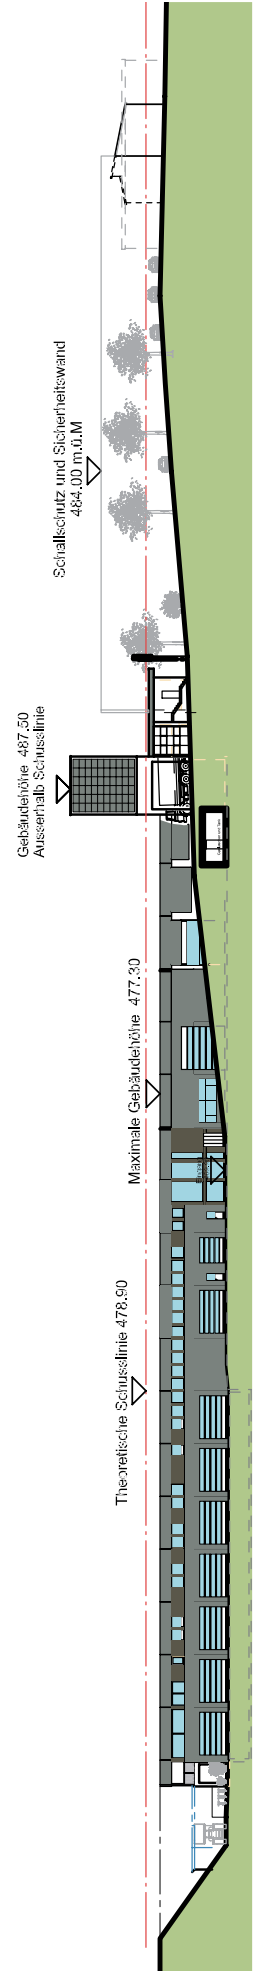 Theoretische Schusslinie 478.90
Maximale Gebäudehöhe 477.30
Gebäudehöhe 487.50
Ausserhalb Schusslinie
Schallschutz und Sicherheitswand
484.00 m.ü.M